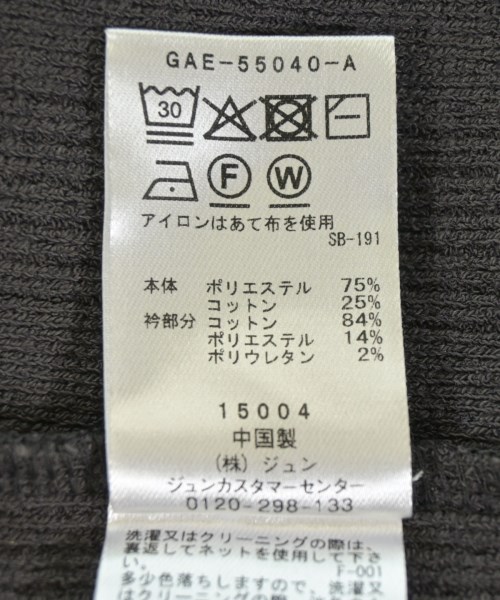 GAE-55040-A
30
F W
アイロンはあて布を使用
SB-191
本体 ポリエステル 75%
コットン 25%
衿部分 コットン 84%
ポリエステル 14%
ポリウレタン 2%
15004
中国製
(株) ジュン
ジュンカスタマーセンター
0120-298-133
洗濯又はクリーニングの際は、
裏返してネットを使用して下さい。
F-001
多少色落ちしますので 洗濯又
はクリーニングの際